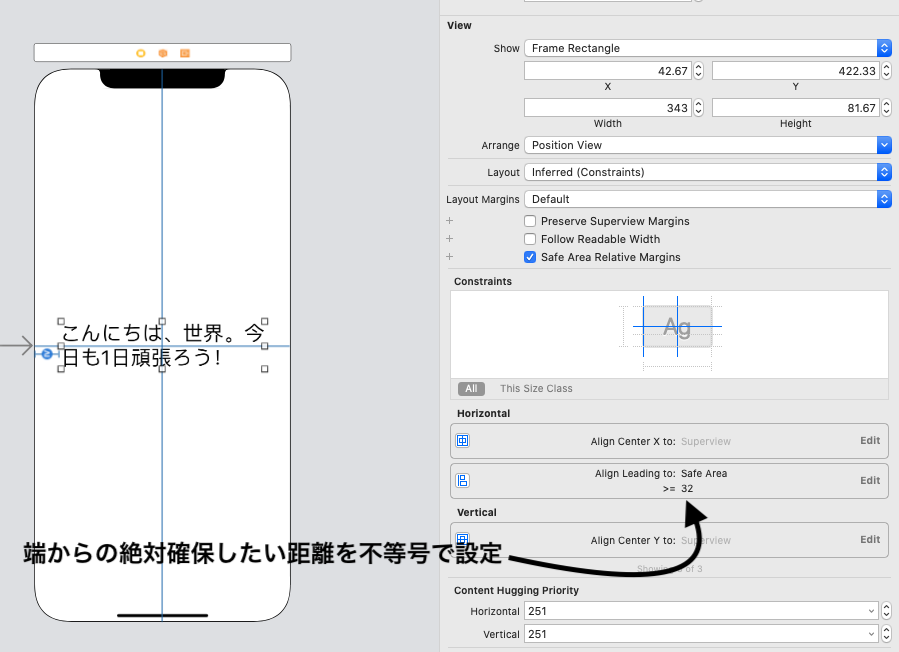 View
Show Frame Rectangle
42.67 422.33
X Y
343 81.67
Width Height
Arrange Position View
Layout Inferred (Constraints)
Layout Margins Default
Preserve Superview Margins
Follow Readable Width
Safe Area Relative Margins
Constraints
Ag
All This Size Class
Horizontal
Align Center X to: Superview Edit
Align Leading to: Safe Area Edit
>= 32
Vertical
Align Center Y to: Superview Edit
Showing 3 of 3
Content Hugging Priority
Horizontal 251
Vertical 251
こんにちは、世界。今
日も1日頑張ろう!
端からの絶対確保したい距離を不等号で設定